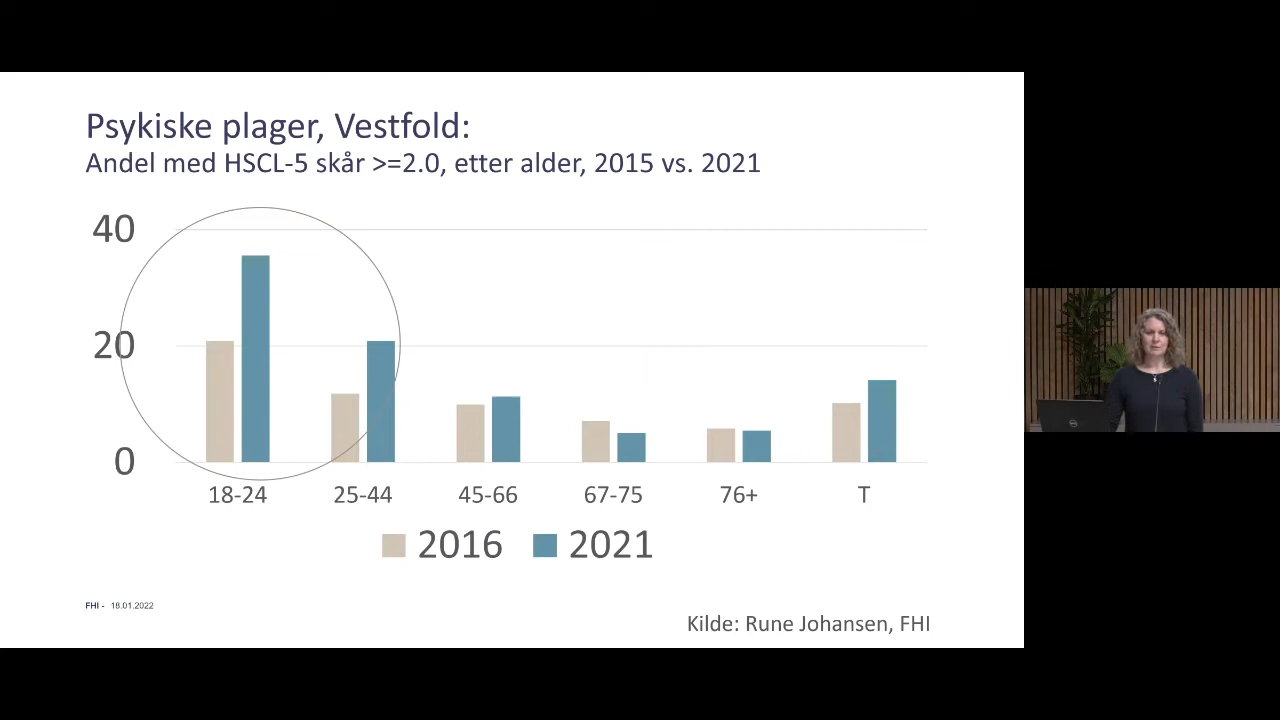 Psykiske plager, Vestfold:
Andel med HSCL-5 skår >=2.0, etter alder, 2015 vs. 2021
40
20
0
18-24 25-44 45-66 67-75 76+ T
2016 2021
FHI - 18.01.2022
Kilde: Rune Johansen, FHI